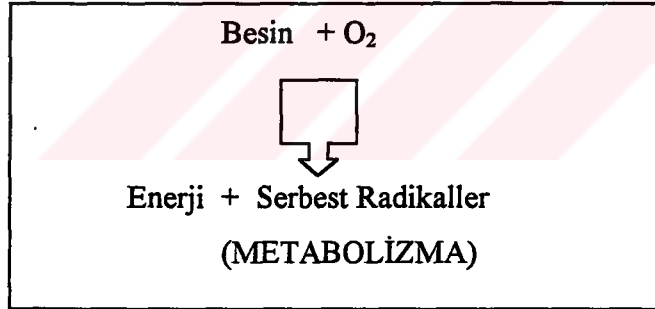 Besin + O₂
Enerji + Serbest Radikaller
(METABOLİZMA)